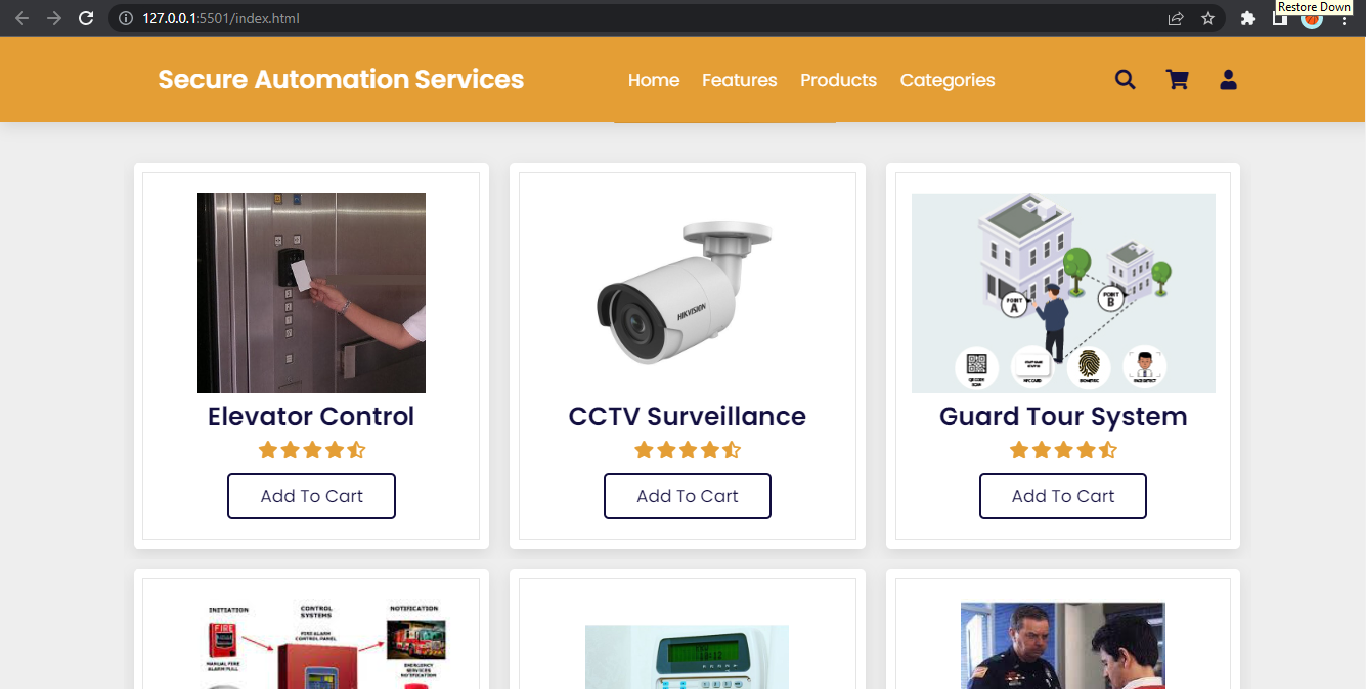 Restore Down
127.0.0.1:5501/index.html
Secure Automation Services
Home Features Products Categories
HIKVISION
POINT A
POINT B
QR CODE SCAN
NFC CARD
BIOMETRIC
FACE DETECT
Elevator Control
CCTV Surveillance
Guard Tour System
Add To Cart
Add To Cart
Add To Cart
INITIATION
CONTROL SYSTEMS
NOTIFICATION
FIRE
FIRE ALARM CONTROL PANEL
MANUAL FIRE ALARM PULL
EMERGENCY SERVICES NOTIFICATION